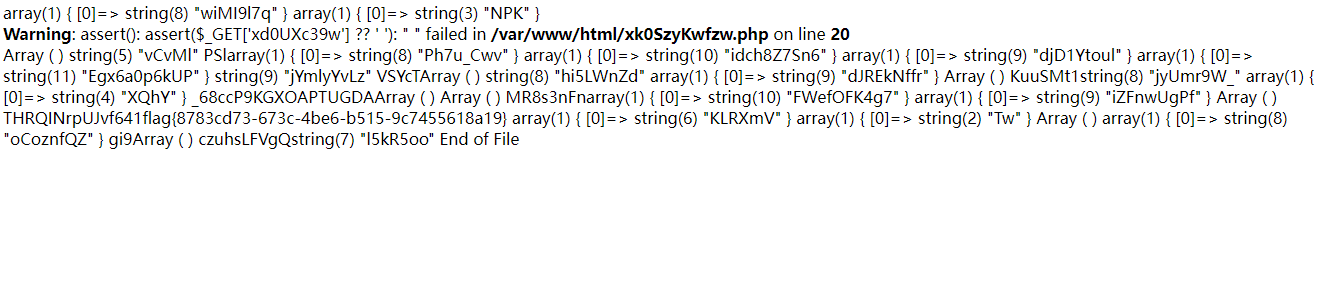 array(1) { [0]=> string(8) "wiMI9l7q" } array(1) { [0]=> string(3) "NPK" }
Warning: assert(): assert($_GET['xd0UXc39w'] ?? ' '): " " failed in /var/www/html/xk0SzyKwfzw.php on line 20
Array ( ) string(5) "vCvMl" PSlarray(1) { [0]=> string(8) "Ph7u_Cwv" } array(1) { [0]=> string(10) "idch8Z7Sn6" } array(1) { [0]=> string(9) "djD1YtouI" } array(1) { [0]=>
string(11) "Egx6a0p6kUP" } string(9) "jYmlyYvLz" VSYcTArray ( ) string(8) "hi5LWnZd" array(1) { [0]=> string(9) "dJREkNffr" } Array ( ) KuuSMt1string(8) "jyUmr9W_" array(1) {
[0]=> string(4) "XQhY" } _68ccP9KGXOAPTUGDAArray ( ) Array ( ) MR8s3nFnarray(1) { [0]=> string(10) "FWefOFK4g7" } array(1) { [0]=> string(9) "iZFnwUgPf" } Array ( )
THRQINrpUJvf641flag{8783cd73-673c-4be6-b515-9c7455618a19} array(1) { [0]=> string(6) "KLRXmV" } array(1) { [0]=> string(2) "Tw" } Array ( ) array(1) { [0]=> string(8)
"oCoznfQZ" } gi9Array ( ) czuhsLFVgQstring(7) "l5kR5oo" End of File